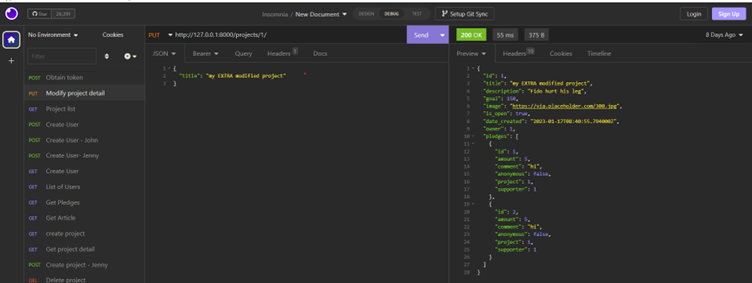 Star 26,291
Insomnia / New Document
DESIGN DEBUG TEST
Setup Git Sync
Login
Sign Up
No Environment Cookies
Filter
POST Obtain token
PUT Modify project detail
GET Project list
POST Create User
POST Create User - John
POST Create User- Jenny
GET Create User
GET List of Users
GET Get Pledges
GET Get Article
GET create project
GET Get project detail
POST Create project - Jenny
DEL Delete project
PUT http://127.0.0.1:8000/projects/1/
Send
JSON Bearer Query Headers 1 Docs
1 {
2 "title": "my EXTRA modified project"
3 }
200 OK 55 ms 375 B
8 Days Ago
Preview Headers 10 Cookies Timeline
1 {
2 "id": 1,
3 "title": "my EXTRA modified project",
4 "description": "Fido hurt his leg",
5 "goal": 150,
6 "image": "https://via.placeholder.com/300.jpg",
7 "is_open": true,
8 "date_created": "2023-01-17T08:40:55.794000Z",
9 "owner": 1,
10 "pledges": [
11 {
12 "id": 1,
13 "amount": 5,
14 "comment": "hi",
15 "anonymous": false,
16 "project": 1,
17 "supporter": 1
18 },
19 {
20 "id": 2,
21 "amount": 5,
22 "comment": "hi",
23 "anonymous": false,
24 "project": 1,
25 "supporter": 1
26 }
27 ]
28 }